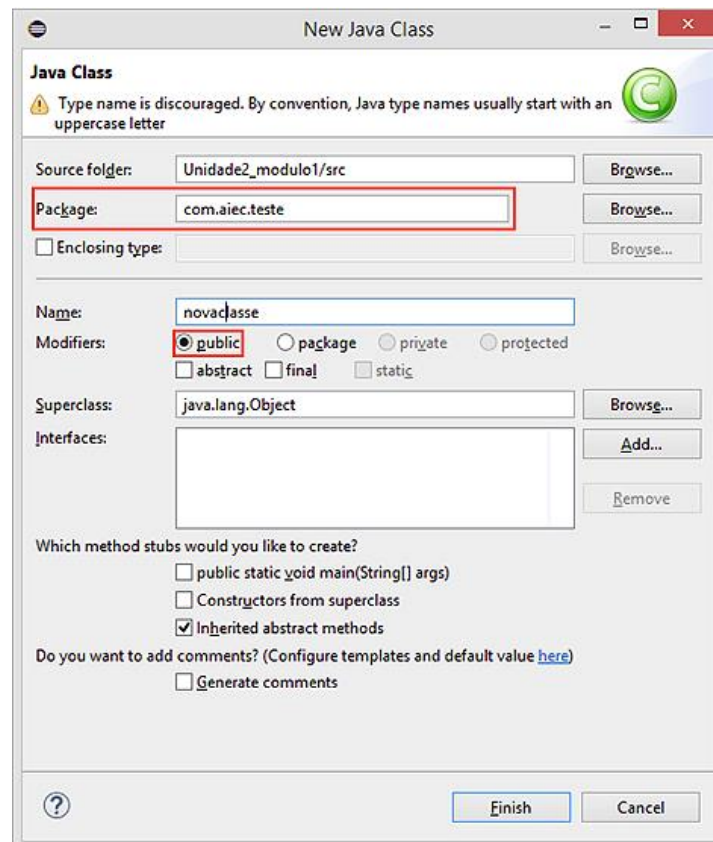 New Java Class
Java Class
Type name is discouraged. By convention, Java type names usually start with an
uppercase letter
Source folder: Unidade2_modulo1/src Browse...
Package: com.aiec.teste Browse...
Enclosing type: Browse...
Name: novaclasse
Modifiers: public package private protected
abstract final static
Superclass: java.lang.Object Browse...
Interfaces: Add...
Remove
Which method stubs would you like to create?
public static void main(String[] args)
Constructors from superclass
Inherited abstract methods
Do you want to add comments? (Configure templates and default value here)
Generate comments
Finish Cancel